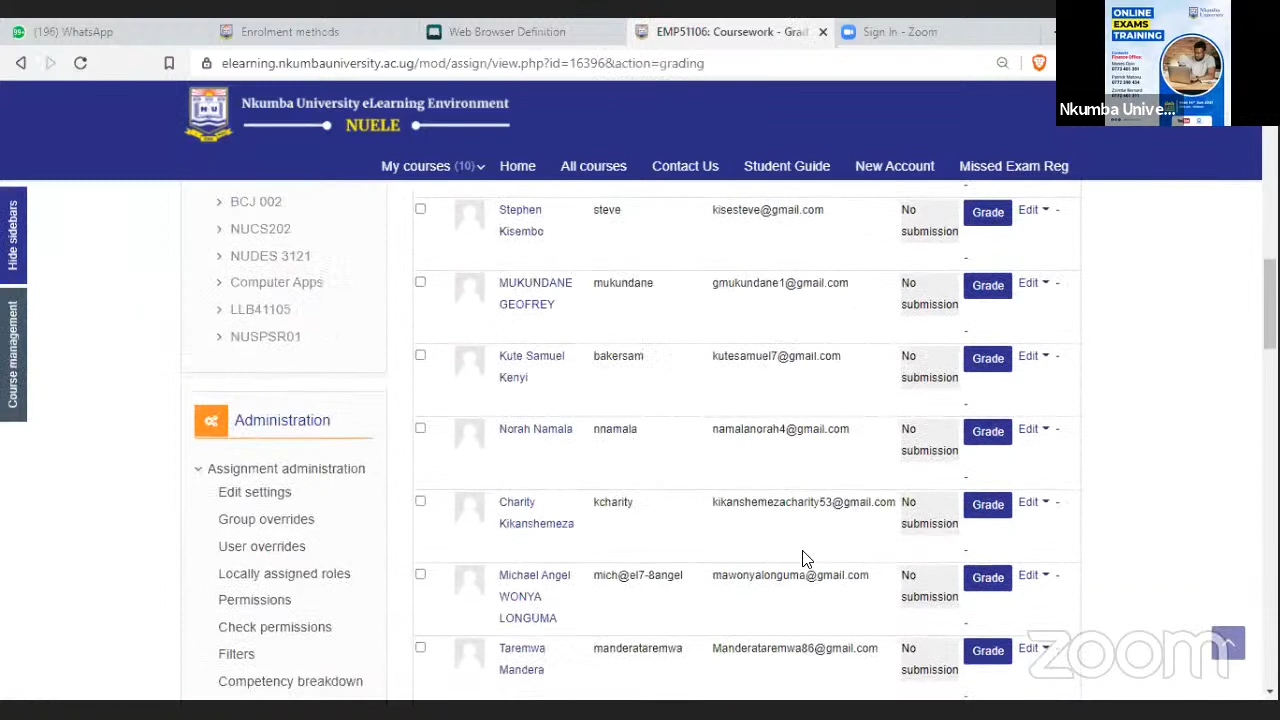 (196) WhatsApp
Enrolment methods
Web Browser Definition
EMP51106: Coursework - Grad
Sign In - Zoom
elearning.nkumbauniversity.ac.ug/mod/assign/view.php?id=16396&action=grading
ONLINE
EXAMS
TRAINING
Nkumba Unive...
Nkumba University eLearning Environment
NUELE
My courses (10)
Home
All courses
Contact Us
Student Guide
New Account
Missed Exam Reg
Hide sidebars
Course management
BCJ 002
NUCS202
NUDES 3121
Computer Apps
LLB41105
NUSPSR01
Administration
Assignment administration
Edit settings
Group overrides
User overrides
Locally assigned roles
Permissions
Check permissions
Filters
Competency breakdown
-
Stephen Kisembo steve kisesteve@gmail.com No submission Grade Edit -
-
MUKUNDANE GEOFREY mukundane gmukundane1@gmail.com No submission Grade Edit -
-
Kute Samuel Kenyi bakersam kutesamuel7@gmail.com No submission Grade Edit -
-
Norah Namala nnamala namalanorah4@gmail.com No submission Grade Edit -
-
Charity Kikanshemeza kcharity kikanshemezacharity53@gmail.com No submission Grade Edit -
-
Michael Angel WONYA LONGUMA mich@el7-8angel mawonyalonguma@gmail.com No submission Grade Edit -
-
Taremwa Mandera manderataremwa Manderataremwa86@gmail.com No submission Grade Edit
-
zoom